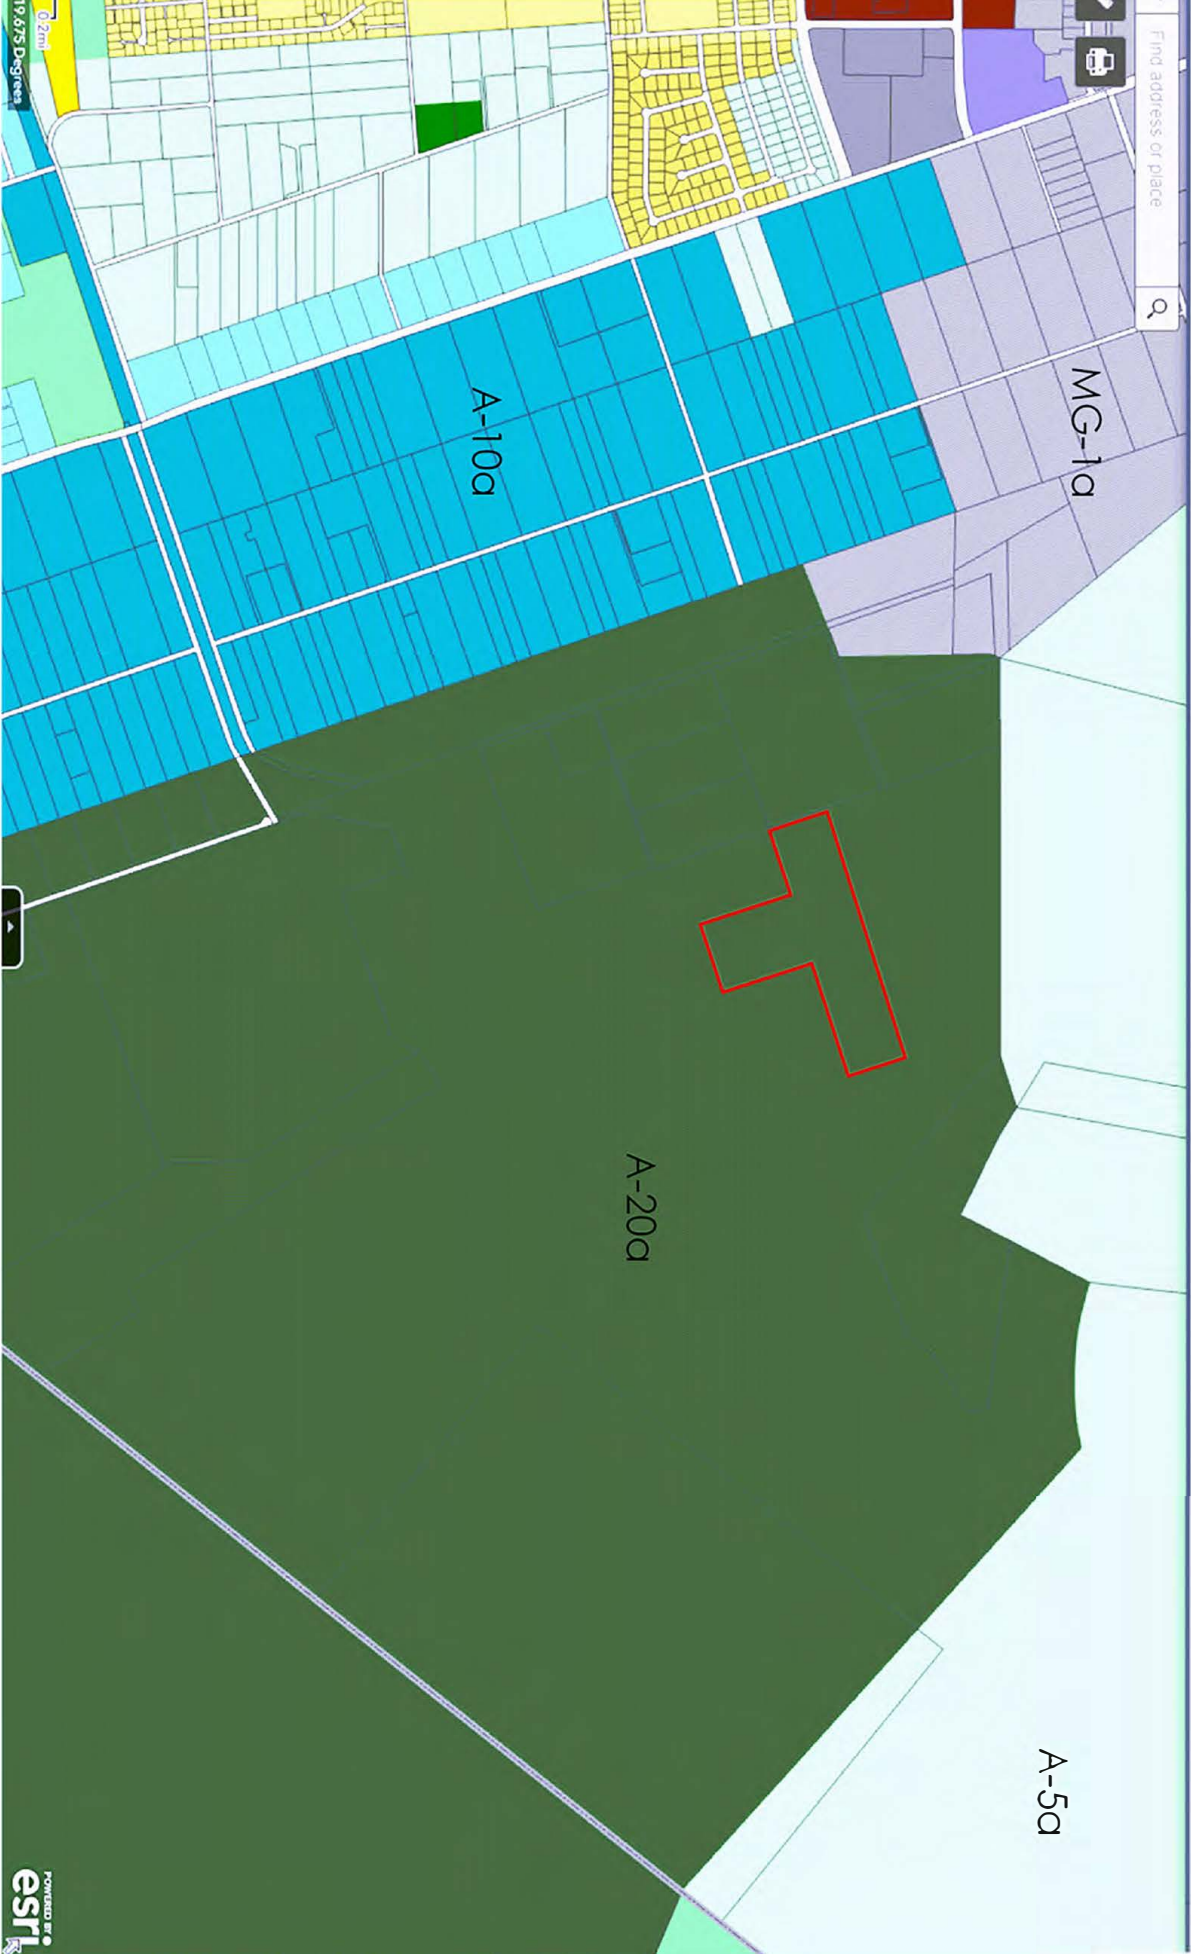 Find address or place
MG-1a
A-10a
A-20a
A-5a
0.2mi
19.675 Degrees
POWERED BY
esri